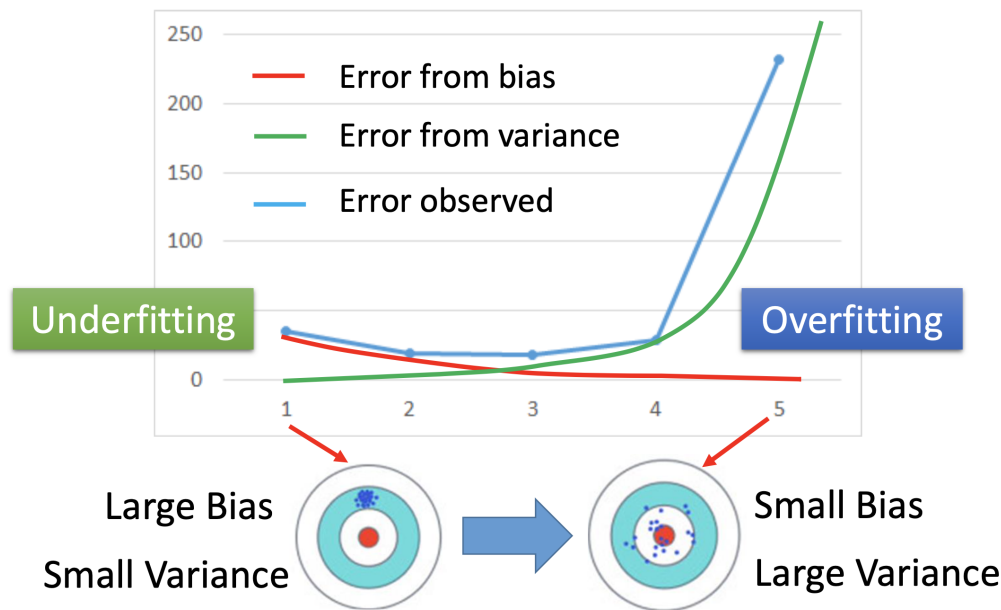 250
Error from bias
200
Error from variance
150
Error observed
100
Underfitting
Overfitting
0
1 2 3 4 5
Large Bias
Small Variance
Small Bias
Large Variance